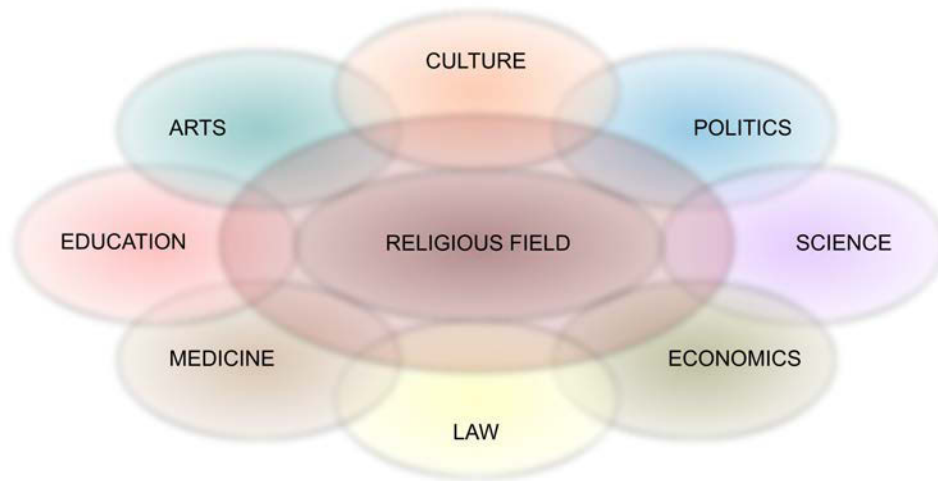 CULTURE
ARTS
POLITICS
EDUCATION
RELIGIOUS FIELD
SCIENCE
MEDICINE
ECONOMICS
LAW